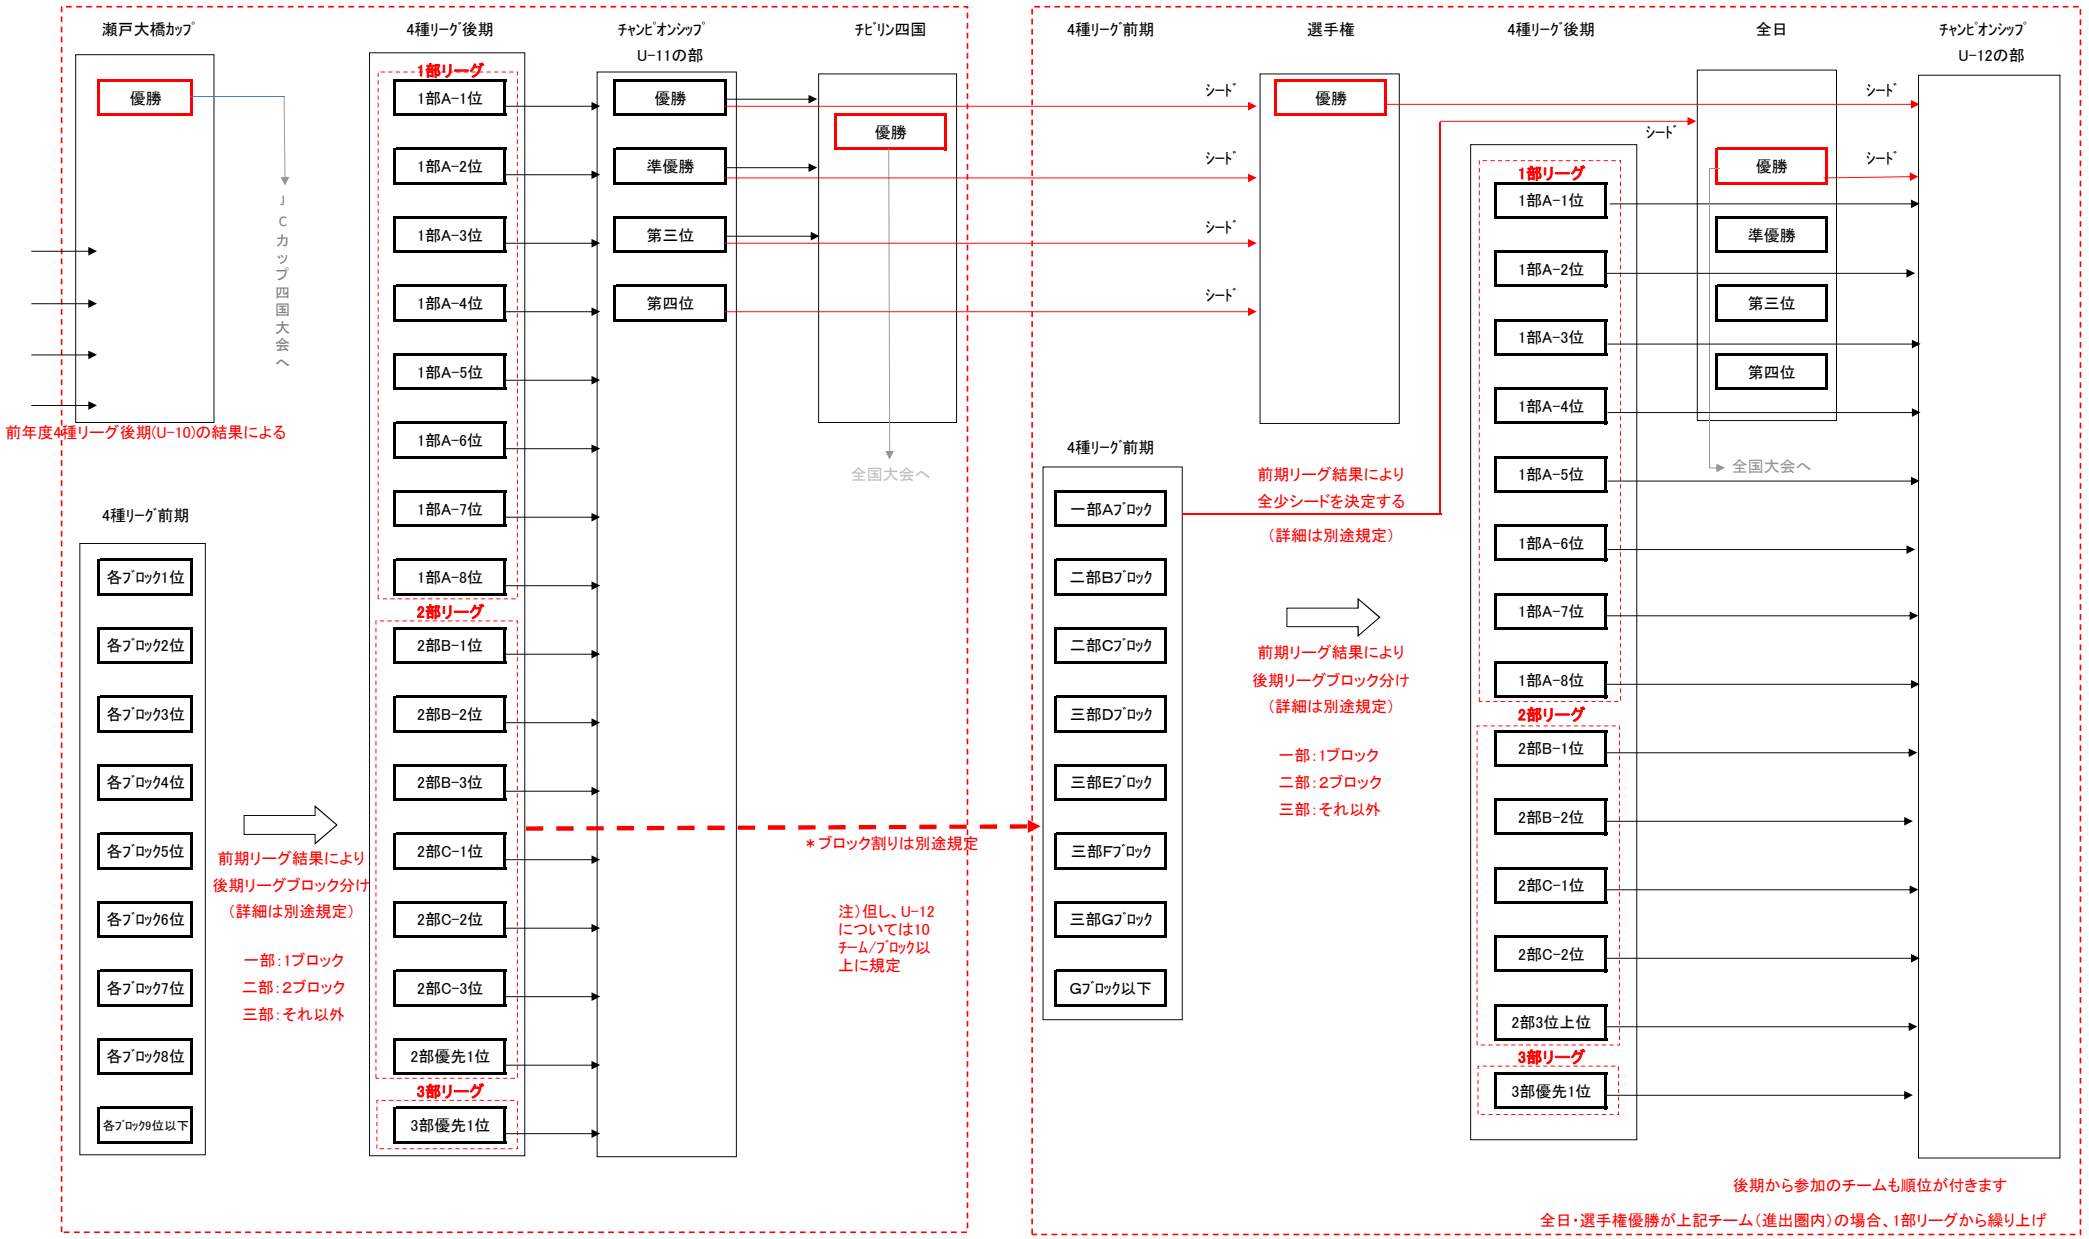 瀬戸大橋カップ
優勝
JCカップ四国大会へ
前年度4種リーグ後期(U-10)の結果による
4種リーグ前期
各ブロック1位
各ブロック2位
各ブロック3位
各ブロック4位
各ブロック5位
各ブロック6位
各ブロック7位
各ブロック8位
各ブロック9位以下
前期リーグ結果により
後期リーグブロック分け
（詳細は別途規定）
一部：1ブロック
二部：2ブロック
三部：それ以外
4種リーグ後期
1部リーグ
1部A-1位
1部A-2位
1部A-3位
1部A-4位
1部A-5位
1部A-6位
1部A-7位
1部A-8位
2部リーグ
2部B-1位
2部B-2位
2部B-3位
2部C-1位
2部C-2位
2部C-3位
2部優先1位
3部リーグ
3部優先1位
チャンピオンシップ
U-11の部
優勝
準優勝
第三位
第四位
チビリン四国
優勝
全国大会へ
＊ブロック割りは別途規定
注）但し、U-12
については10
チーム/ブロック以
上に規定
4種リーグ前期
シード
シード
シード
シード
4種リーグ前期
一部Aブロック
二部Bブロック
二部Cブロック
三部Dブロック
三部Eブロック
三部Fブロック
三部Gブロック
Gブロック以下
選手権
優勝
前期リーグ結果により
全少シードを決定する
（詳細は別途規定）
前期リーグ結果により
後期リーグブロック分け
（詳細は別途規定）
一部：1ブロック
二部：2ブロック
三部：それ以外
4種リーグ後期
1部リーグ
1部A-1位
1部A-2位
1部A-3位
1部A-4位
1部A-5位
1部A-6位
1部A-7位
1部A-8位
2部リーグ
2部B-1位
2部B-2位
2部C-1位
2部C-2位
2部3位上位
3部リーグ
3部優先1位
シード
全日
優勝
準優勝
第三位
第四位
全国大会へ
シード
シード
チャンピオンシップ
U-12の部
後期から参加のチームも順位が付きます
全日・選手権優勝が上記チーム（進出圏内）の場合、1部リーグから繰り上げ